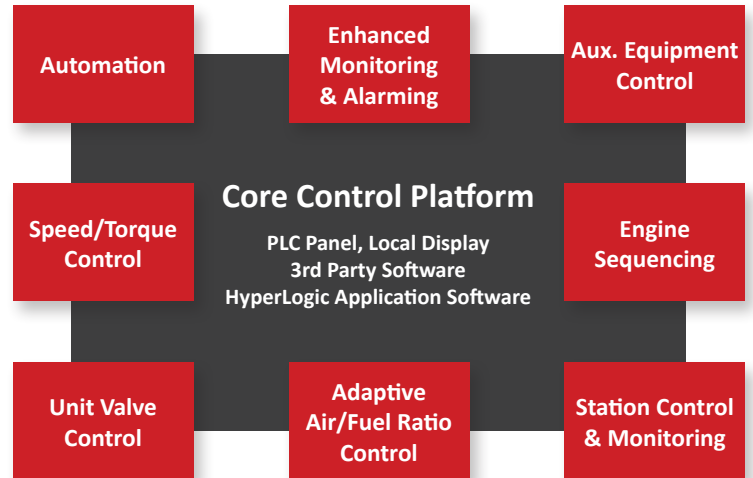 Automation
Enhanced
Monitoring
& Alarming
Aux. Equipment
Control
Speed/Torque
Control
Core Control Platform
PLC Panel, Local Display
3rd Party Software
HyperLogic Application Software
Engine
Sequencing
Unit Valve
Control
Adaptive
Air/Fuel Ratio
Control
Station Control
& Monitoring